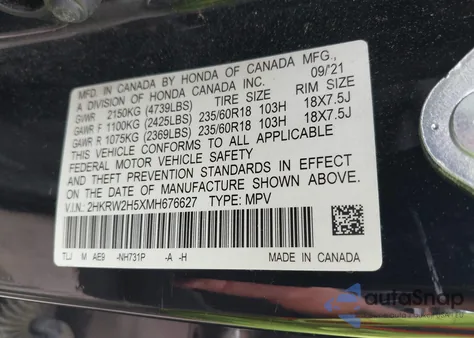 MFD. IN CANADA BY HONDA OF CANADA MFG.,
A DIVISION OF HONDA CANADA INC. 09/21
GVWR 2150KG (4739LBS) TIRE SIZE RIM SIZE
GAWR F 1100KG (2425LBS) 235/60R18 103H 18X7.5J
GAWR R 1075KG (2369LBS) 235/60R18 103H 18X7.5J
THIS VEHICLE CONFORMS TO ALL APPLICABLE
FEDERAL MOTOR VEHICLE SAFETY
AND THEFT PREVENTION STANDARDS IN EFFECT
ON THE DATE OF MANUFACTURE SHOWN ABOVE.
V.I.N.: 2HKRW2H5XMH676627 TYPE: MPV
TLJ M AE9 -NH731P -A -H MADE IN CANADA
autoSnap